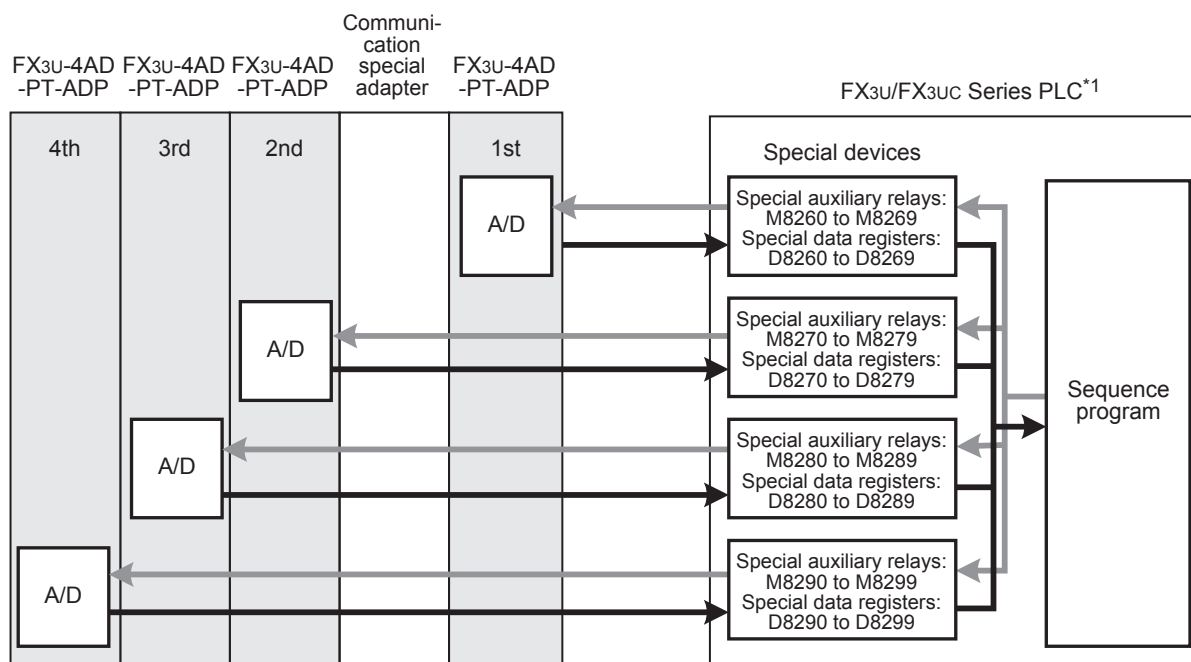 Communi-
cation
special
adapter
FX3U-4AD
-PT-ADP
FX3U-4AD
-PT-ADP
FX3U-4AD
-PT-ADP
FX3U-4AD
-PT-ADP
FX3U/FX3UC Series PLC*1
4th
3rd
2nd
1st
Special devices
A/D
Special auxiliary relays:
M8260 to M8269
Special data registers:
D8260 to D8269
A/D
Special auxiliary relays:
M8270 to M8279
Special data registers:
D8270 to D8279
Sequence
program
A/D
Special auxiliary relays:
M8280 to M8289
Special data registers:
D8280 to D8289
A/D
Special auxiliary relays:
M8290 to M8299
Special data registers:
D8290 to D8299